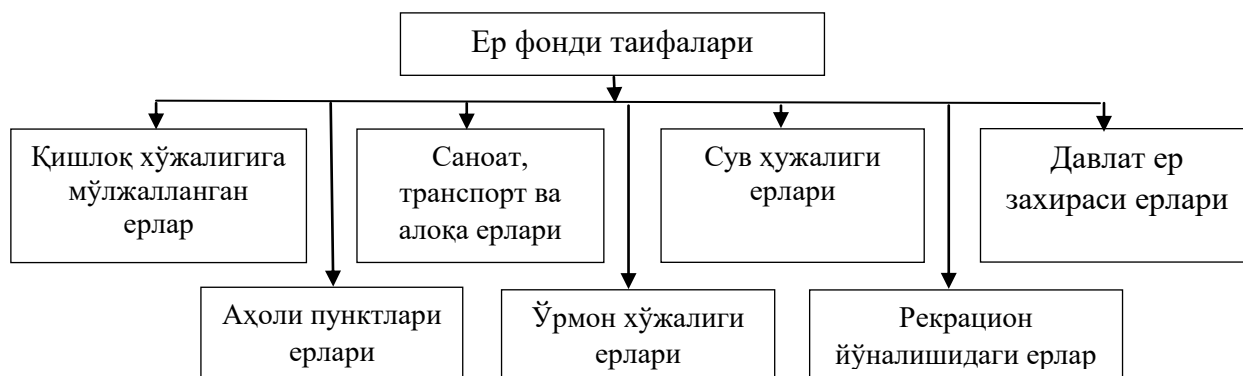 Ер фонди таифалари
Қишлоқ хўжалигига
мўлжалланган
ерлар
Саноат,
транспорт ва
алоқа ерлари
Сув ҳужалиги
ерлари
Давлат ер
захираси ерлари
Аҳоли пунктлари
ерлари
Ўрмон хўжалиги
ерлари
Рекрацион
йўналишидаги ерлар